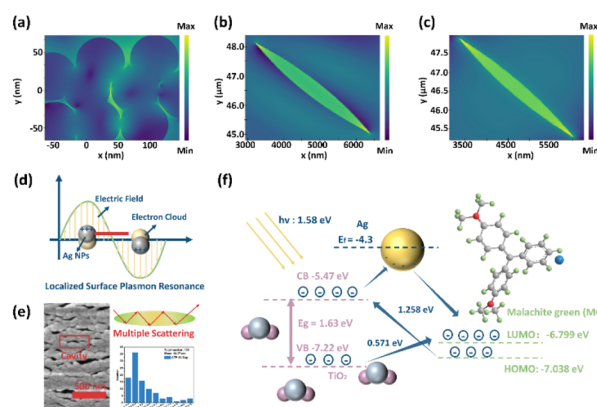 (a)
Max
50
0
-50
y (nm)
-50
0
50
100
x (nm)
Min
(b)
Max
48.0
47.0
46.0
45.0
y (μm)
3000
4000
5000
6000
x (nm)
Min
(c)
Max
47.5
47.0
46.5
46.0
45.5
y (μm)
3500
4500
5500
x (nm)
Min
(d)
Electric Field
Electron Cloud
Ag NPs
Localized Surface Plasmon Resonance
(e)
Cavity
500 nm
Multiple Scattering
(f)
hv : 1.58 eV
Ag
Ef= -4.3
CB -5.47 eV
Eg = 1.63 eV
VB -7.22 eV
TiO2
1.258 eV
0.571 eV
Malachite green (MG
LUMO: -6.799 eV
HOMO: -7.038 eV